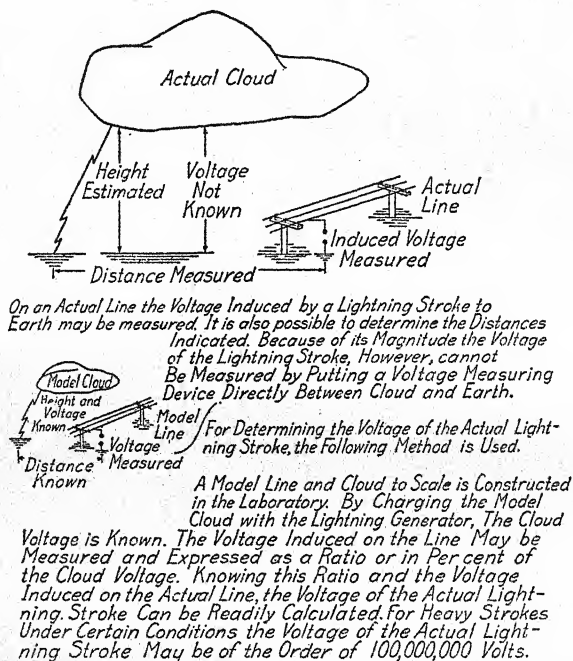 Actual Cloud
Height
Estimated
Voltage
Not
Known
Actual
Line
Induced Voltage
Measured
Distance Measured
On an Actual Line the Voltage Induced by a Lightning Stroke to
Earth may be measured. It is also possible to determine the Distances
Indicated. Because of its Magnitude the Voltage
of the Lightning Stroke, However, cannot
Be Measured by Putting a Voltage Measuring
Device Directly Between Cloud and Earth.
Model Cloud
Height and
Voltage
Known
Model
Line
Voltage
Measured
Distance
Known
For Determining the Voltage of the Actual Light-
ning Stroke, the Following Method is Used.
A Model Line and Cloud to Scale is Constructed
in the Laboratory. By Charging the Model
Cloud with the Lightning Generator, The Cloud
Voltage is Known. The Voltage Induced on the Line May be
Measured and Expressed as a Ratio or in Per cent of
the Cloud Voltage. Knowing this Ratio and the Voltage
Induced on the Actual Line, the Voltage of the Actual Light-
ning. Stroke Can be Readily Calculated. For Heavy Strokes
Under Certain Conditions the Voltage of the Actual Light-
ning Stroke May be of the Order of 100,000,000 Volts.